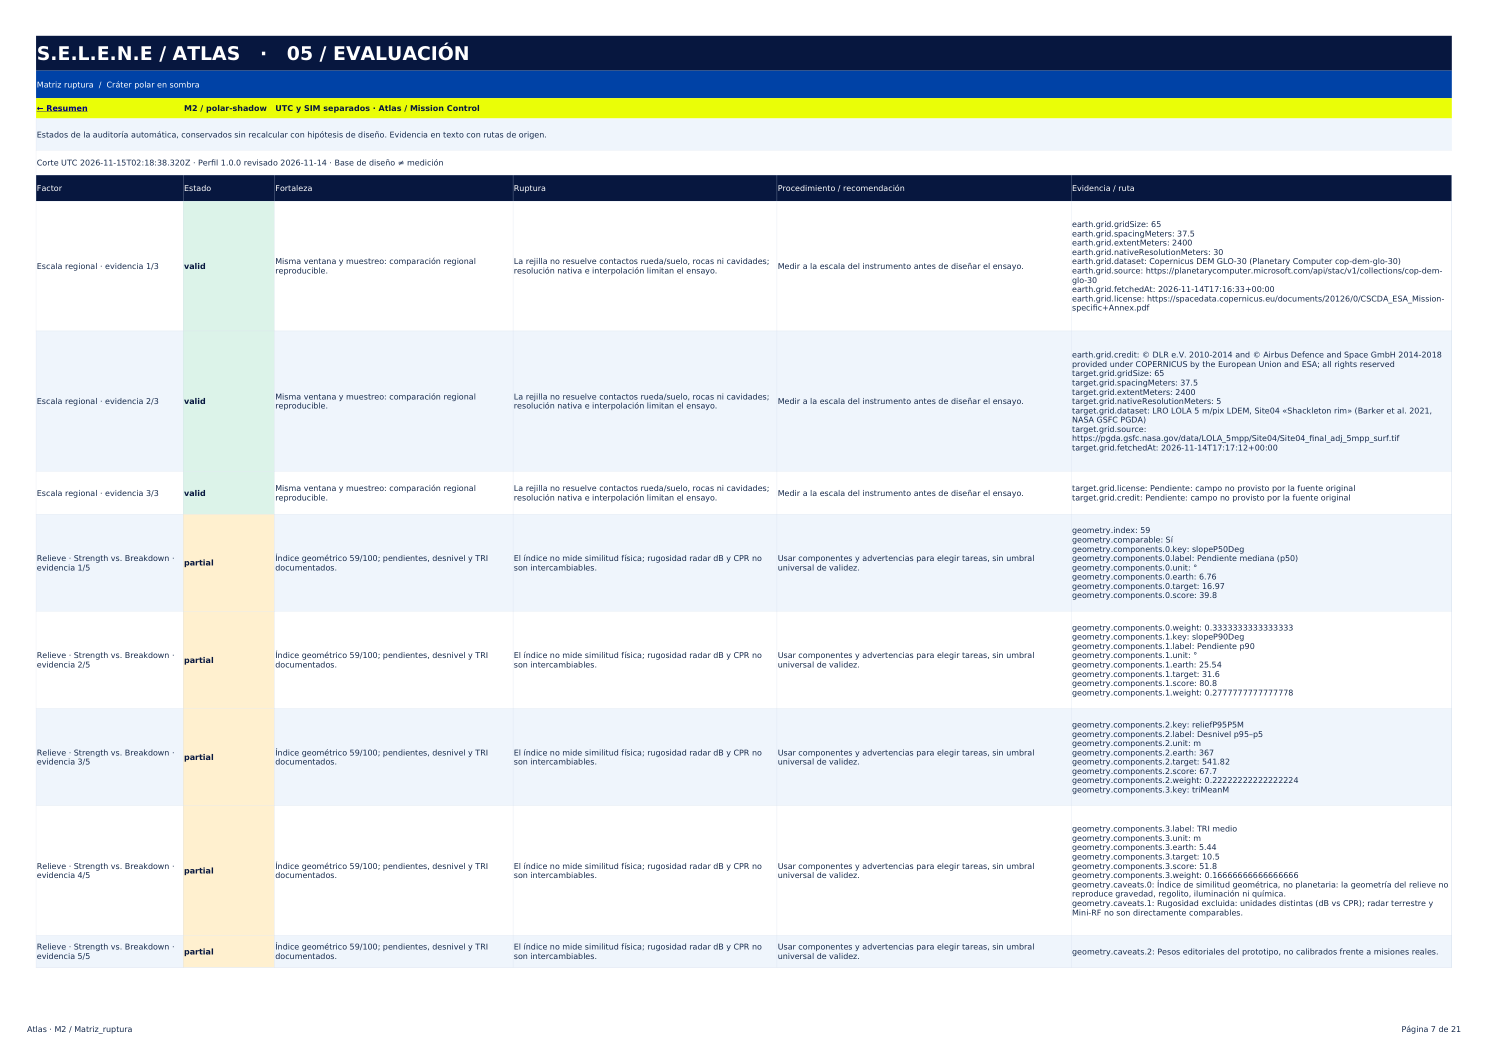 S.E.L.E.N.E / ATLAS · 05 / EVALUACIÓN
Matriz ruptura / Cráter polar en sombra
← Resumen M2 / polar-shadow UTC y SIM separados · Atlas / Mission Control
Estados de la auditoría automática, conservados sin recalcular con hipótesis de diseño. Evidencia en texto con rutas de origen.
Corte UTC 2026-11-15T02:18:38.320Z · Perfil 1.0.0 revisado 2026-11-14 · Base de diseño ≠ medición
Factor Estado Fortaleza Ruptura Procedimiento / recomendación Evidencia / ruta
Escala regional · evidencia 1/3
valid
Misma ventana y muestreo: comparación regional
reproducible.
La rejilla no resuelve contactos rueda/suelo, rocas ni cavidades;
resolución nativa e interpolación limitan el ensayo.
Medir a la escala del instrumento antes de diseñar el ensayo.
earth.grid.gridSize: 65
earth.grid.spacingMeters: 37.5
earth.grid.extentMeters: 2400
earth.grid.nativeResolutionMeters: 30
earth.grid.dataset: Copernicus DEM GLO-30 (Planetary Computer cop-dem-glo-30)
earth.grid.source: https://planetarycomputer.microsoft.com/api/stac/v1/collections/cop-dem-
glo-30
earth.grid.fetchedAt: 2026-11-14T17:16:33+00:00
earth.grid.license: https://spacedata.copernicus.eu/documents/20126/0/CSCDA_ESA_Mission-
specific+Annex.pdf
Escala regional · evidencia 2/3
valid
Misma ventana y muestreo: comparación regional
reproducible.
La rejilla no resuelve contactos rueda/suelo, rocas ni cavidades;
resolución nativa e interpolación limitan el ensayo.
Medir a la escala del instrumento antes de diseñar el ensayo.
earth.grid.credit: © DLR e.V. 2010-2014 and © Airbus Defence and Space GmbH 2014-2018
provided under COPERNICUS by the European Union and ESA; all rights reserved
target.grid.gridSize: 65
target.grid.spacingMeters: 37.5
target.grid.extentMeters: 2400
target.grid.nativeResolutionMeters: 5
target.grid.dataset: LRO LOLA 5 m/pix LDEM, Site04 «Shackleton rim» (Barker et al. 2021,
NASA GSFC PGDA)
target.grid.source:
https://pgda.gsfc.nasa.gov/data/LOLA_5mpp/Site04/Site04_final_adj_5mpp_surf.tif
target.grid.fetchedAt: 2026-11-14T17:17:12+00:00
Escala regional · evidencia 3/3
valid
Misma ventana y muestreo: comparación regional
reproducible.
La rejilla no resuelve contactos rueda/suelo, rocas ni cavidades;
resolución nativa e interpolación limitan el ensayo.
Medir a la escala del instrumento antes de diseñar el ensayo.
target.grid.license: Pendiente: campo no provisto por la fuente original
target.grid.credit: Pendiente: campo no provisto por la fuente original
Relieve · Strength vs. Breakdown ·
evidencia 1/5
partial
Índice geométrico 59/100; pendientes, desnivel y TRI
documentados.
El índice no mide similitud física; rugosidad radar dB y CPR no
son intercambiables.
Usar componentes y advertencias para elegir tareas, sin umbral
universal de validez.
geometry.index: 59
geometry.comparable: Sí
geometry.components.0.key: slopeP50Deg
geometry.components.0.label: Pendiente mediana (p50)
geometry.components.0.unit: °
geometry.components.0.earth: 6.76
geometry.components.0.target: 16.97
geometry.components.0.score: 39.8
Relieve · Strength vs. Breakdown ·
evidencia 2/5
partial
Índice geométrico 59/100; pendientes, desnivel y TRI
documentados.
El índice no mide similitud física; rugosidad radar dB y CPR no
son intercambiables.
Usar componentes y advertencias para elegir tareas, sin umbral
universal de validez.
geometry.components.0.weight: 0.3333333333333333
geometry.components.1.key: slopeP90Deg
geometry.components.1.label: Pendiente p90
geometry.components.1.unit: °
geometry.components.1.earth: 25.54
geometry.components.1.target: 31.6
geometry.components.1.score: 80.8
geometry.components.1.weight: 0.2777777777777778
Relieve · Strength vs. Breakdown ·
evidencia 3/5
partial
Índice geométrico 59/100; pendientes, desnivel y TRI
documentados.
El índice no mide similitud física; rugosidad radar dB y CPR no
son intercambiables.
Usar componentes y advertencias para elegir tareas, sin umbral
universal de validez.
geometry.components.2.key: reliefP95P5M
geometry.components.2.label: Desnivel p95–p5
geometry.components.2.unit: m
geometry.components.2.earth: 367
geometry.components.2.target: 541.82
geometry.components.2.score: 67.7
geometry.components.2.weight: 0.22222222222222224
geometry.components.3.key: triMeanM
Relieve · Strength vs. Breakdown ·
evidencia 4/5
partial
Índice geométrico 59/100; pendientes, desnivel y TRI
documentados.
El índice no mide similitud física; rugosidad radar dB y CPR no
son intercambiables.
Usar componentes y advertencias para elegir tareas, sin umbral
universal de validez.
geometry.components.3.label: TRI medio
geometry.components.3.unit: m
geometry.components.3.earth: 5.44
geometry.components.3.target: 10.5
geometry.components.3.score: 51.8
geometry.components.3.weight: 0.16666666666666666
geometry.caveats.0: Índice de similitud geométrica, no planetaria: la geometría del relieve no
reproduce gravedad, regolito, iluminación ni química.
geometry.caveats.1: Rugosidad excluida: unidades distintas (dB vs CPR); radar terrestre y
Mini-RF no son directamente comparables.
Relieve · Strength vs. Breakdown ·
evidencia 5/5
partial
Índice geométrico 59/100; pendientes, desnivel y TRI
documentados.
El índice no mide similitud física; rugosidad radar dB y CPR no
son intercambiables.
Usar componentes y advertencias para elegir tareas, sin umbral
universal de validez.
geometry.caveats.2: Pesos editoriales del prototipo, no calibrados frente a misiones reales.
Atlas · M2 / Matriz_ruptura
Página 7 de 21